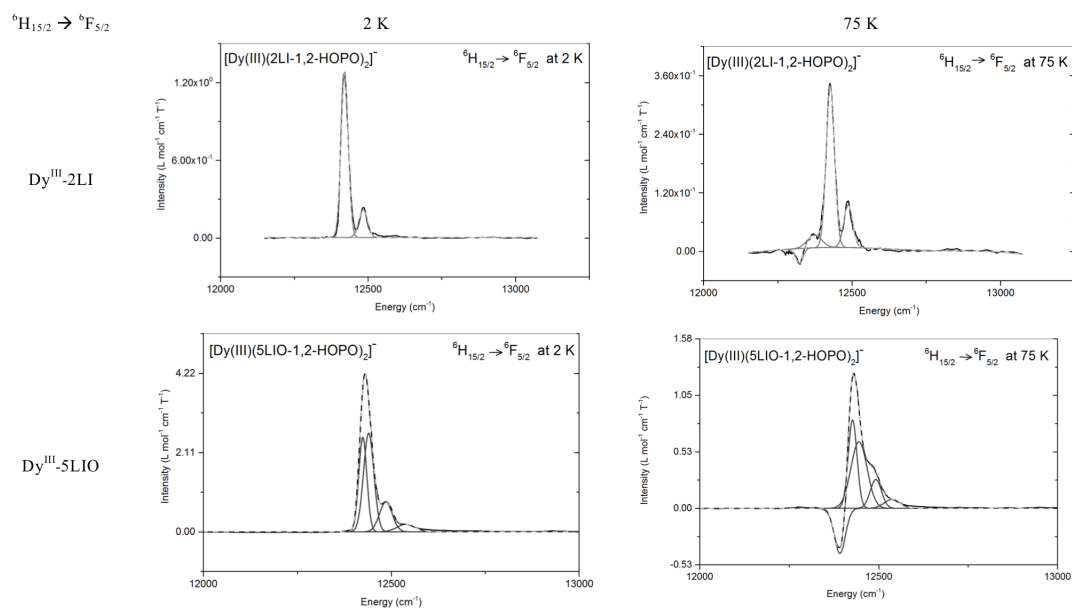 ⁶H₁₅/₂ → ⁶F₅/₂ 2 K 75 K
[Dy(III)(2LI-1,2-HOPO)₂]⁻ ⁶H₁₅/₂→⁶F₅/₂ at 2 K
1.20x10⁰
6.00x10⁻¹
0.00
Intensity (L mol⁻¹ cm⁻¹ T⁻¹)
12000 12500 13000
Energy (cm⁻¹)
[Dy(III)(2LI-1,2-HOPO)₂]⁻ ⁶H₁₅/₂→⁶F₅/₂ at 75 K
3.60x10⁻¹
2.40x10⁻¹
1.20x10⁻¹
0.00
Intensity (L mol⁻¹ cm⁻¹ T⁻¹)
12000 12500 13000
Energy (cm⁻¹)
Dyᴵᴵᴵ-2LI
[Dy(III)(5LIO-1,2-HOPO)₂]⁻ ⁶H₁₅/₂→⁶F₅/₂ at 2 K
4.22
2.11
0.00
Intensity (L mol⁻¹ cm⁻¹ T⁻¹)
12000 12500 13000
Energy (cm⁻¹)
1.58
[Dy(III)(5LIO-1,2-HOPO)₂]⁻ ⁶H₁₅/₂→⁶F₅/₂ at 75 K
1.05
0.53
0.00
-0.53
Intensity (L mol⁻¹ cm⁻¹ T⁻¹)
12000 12500 13000
Energy (cm⁻¹)
Dyᴵᴵᴵ-5LIO